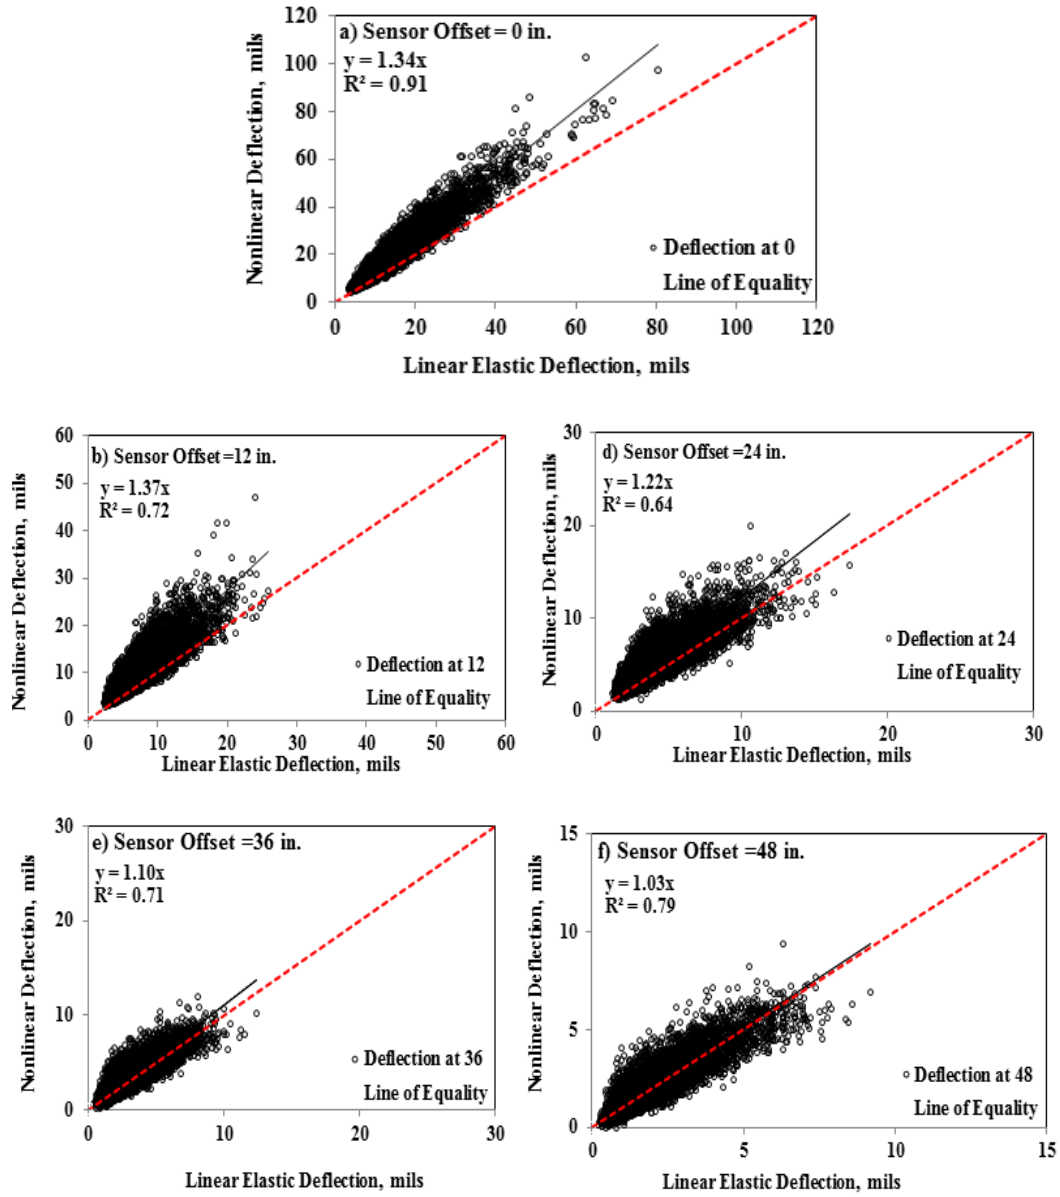 a) Sensor Offset = 0 in.
y = 1.34x
R² = 0.91
Nonlinear Deflection, mils
120
100
80
60
40
20
0
0 20 40 60 80 100 120
Deflection at 0
Line of Equality
Linear Elastic Deflection, mils
b) Sensor Offset =12 in.
y = 1.37x
R² = 0.72
Nonlinear Deflection, mils
60
50
40
30
20
10
0
0 10 20 30 40 50 60
Deflection at 12
Line of Equality
Linear Elastic Deflection, mils
d) Sensor Offset =24 in.
y = 1.22x
R² = 0.64
Nonlinear Deflection, mils
30
20
10
0
0 10 20 30
Deflection at 24
Line of Equality
Linear Elastic Deflection, mils
e) Sensor Offset =36 in.
y = 1.10x
R² = 0.71
Nonlinear Deflection, mils
30
20
10
0
0 10 20 30
Deflection at 36
Line of Equality
Linear Elastic Deflection, mils
f) Sensor Offset =48 in.
y = 1.03x
R² = 0.79
Nonlinear Deflection, mils
15
10
5
0
0 5 10 15
Deflection at 48
Line of Equality
Linear Elastic Deflection, mils